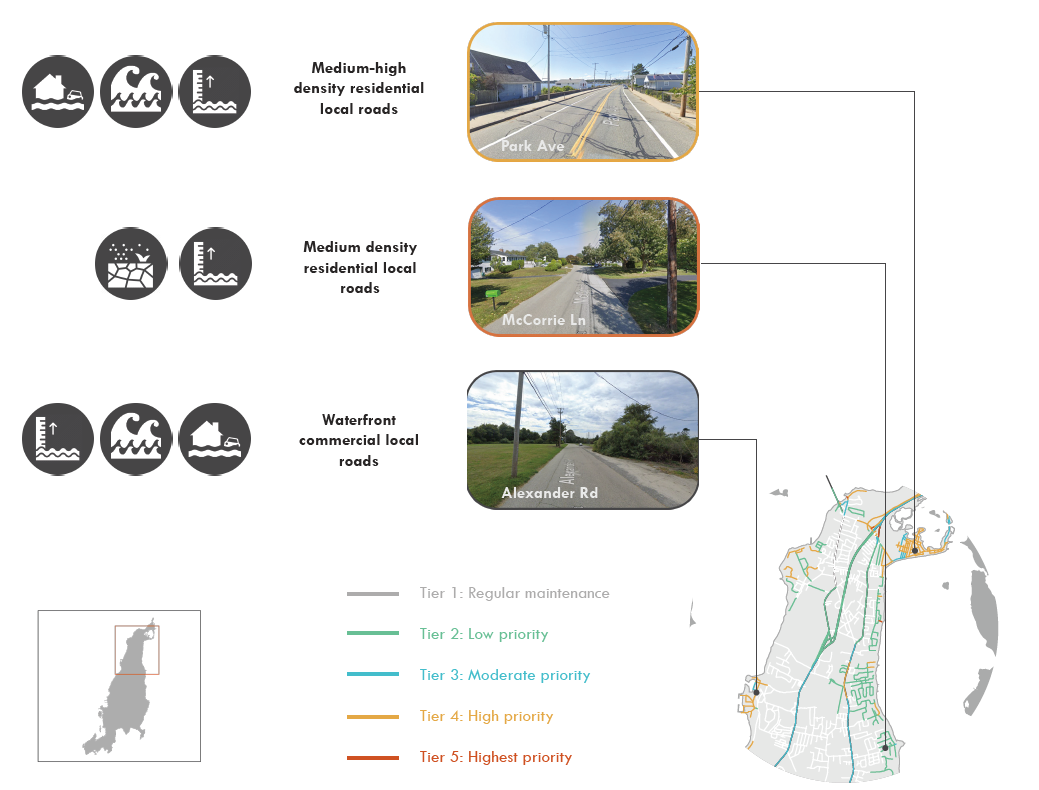 Medium-high
density residential
local roads
Park Ave
Medium density
residential local
roads
McCorrie Ln
Waterfront
commercial local
roads
Alexander Rd
Tier 1: Regular maintenance
Tier 2: Low priority
Tier 3: Moderate priority
Tier 4: High priority
Tier 5: Highest priority